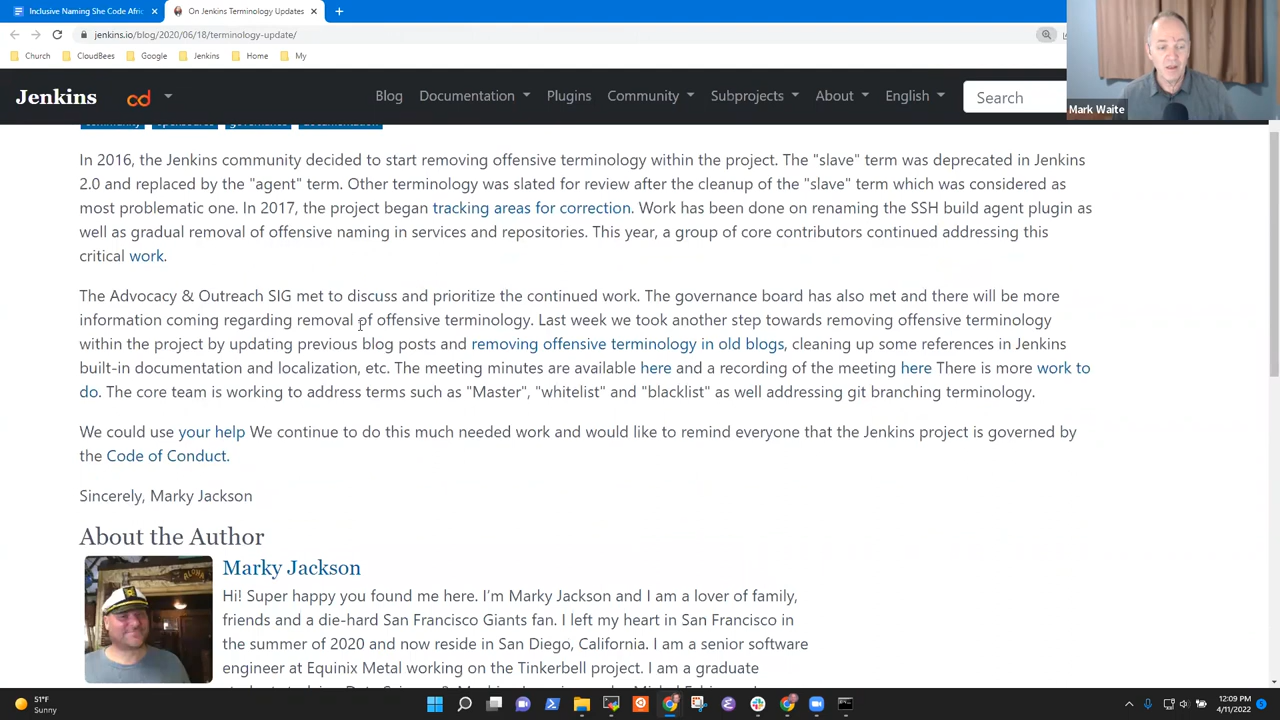 Inclusive Naming She Code Afric
On Jenkins Terminology Updates
jenkins.io/blog/2020/06/18/terminology-update/
Church
CloudBees
Google
Jenkins
Home
My
Mark Waite
Jenkins
cd
Blog
Documentation
Plugins
Community
Subprojects
About
English
Search
community
opensource
governance
documentation
In 2016, the Jenkins community decided to start removing offensive terminology within the project. The "slave" term was deprecated in Jenkins
2.0 and replaced by the "agent" term. Other terminology was slated for review after the cleanup of the "slave" term which was considered as
most problematic one. In 2017, the project began tracking areas for correction. Work has been done on renaming the SSH build agent plugin as
well as gradual removal of offensive naming in services and repositories. This year, a group of core contributors continued addressing this
critical work.
The Advocacy & Outreach SIG met to discuss and prioritize the continued work. The governance board has also met and there will be more
information coming regarding removal of offensive terminology. Last week we took another step towards removing offensive terminology
within the project by updating previous blog posts and removing offensive terminology in old blogs, cleaning up some references in Jenkins
built-in documentation and localization, etc. The meeting minutes are available here and a recording of the meeting here There is more work to
do. The core team is working to address terms such as "Master", "whitelist" and "blacklist" as well addressing git branching terminology.
We could use your help We continue to do this much needed work and would like to remind everyone that the Jenkins project is governed by
the Code of Conduct.
Sincerely, Marky Jackson
About the Author
ALOHA
Marky Jackson
Hi! Super happy you found me here. I'm Marky Jackson and I am a lover of family,
friends and a die-hard San Francisco Giants fan. I left my heart in San Francisco in
the summer of 2020 and now reside in San Diego, California. I am a senior software
engineer at Equinix Metal working on the Tinkerbell project. I am a graduate
51°F
Sunny
12:09 PM
4/11/2022